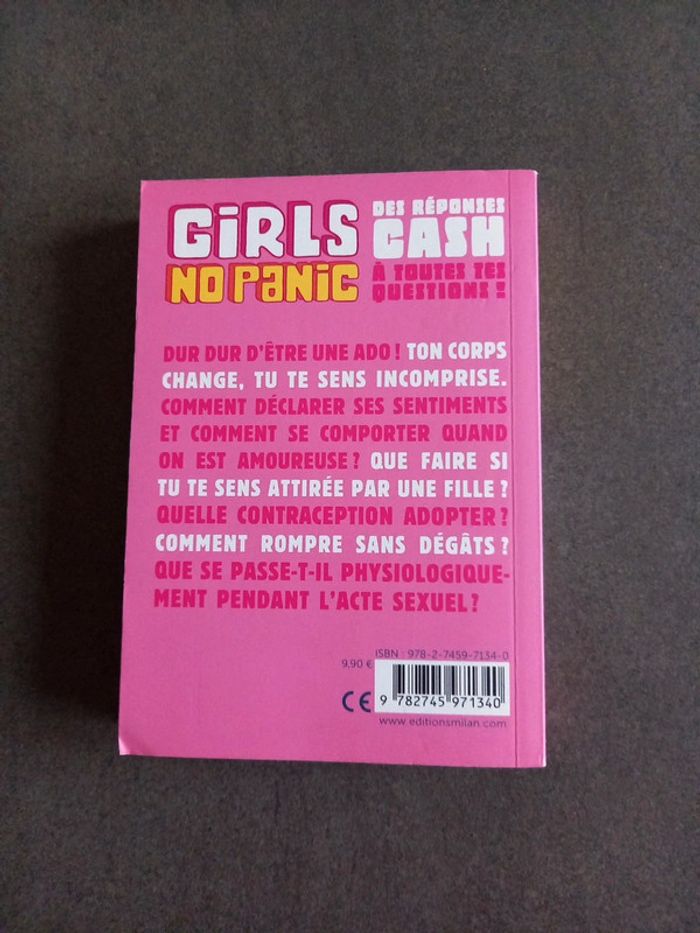 GiRLS
NO PaNiC
DES RÉPONSES
CASH
À TOUTES TES
QUESTIONS !
DUR DUR D'ÊTRE UNE ADO ! TON CORPS
CHANGE, TU TE SENS INCOMPRISE.
COMMENT DÉCLARER SES SENTIMENTS
ET COMMENT SE COMPORTER QUAND
ON EST AMOUREUSE ? QUE FAIRE SI
TU TE SENS ATTIRÉE PAR UNE FILLE ?
QUELLE CONTRACEPTION ADOPTER ?
COMMENT ROMPRE SANS DÉGÂTS ?
QUE SE PASSE-T-IL PHYSIOLOGIQUE-
MENT PENDANT L'ACTE SEXUEL ?
ISBN : 978-2-7459-7134-0
9,90 €
CE
9 782745 971340
www.editionsmilan.com